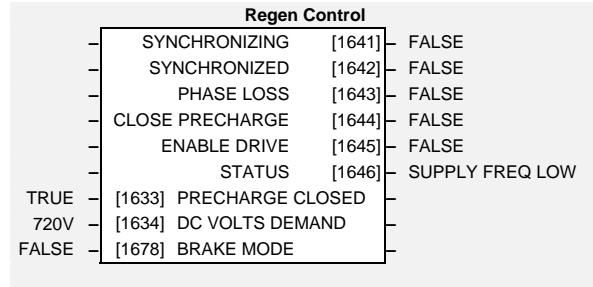 Regen Control
– SYNCHRONIZING [1641] – FALSE
– SYNCHRONIZED [1642] – FALSE
– PHASE LOSS [1643] – FALSE
– CLOSE PRECHARGE [1644] – FALSE
– ENABLE DRIVE [1645] – FALSE
– STATUS [1646] – SUPPLY FREQ LOW
TRUE – [1633] PRECHARGE CLOSED –
720V – [1634] DC VOLTS DEMAND –
FALSE – [1678] BRAKE MODE –